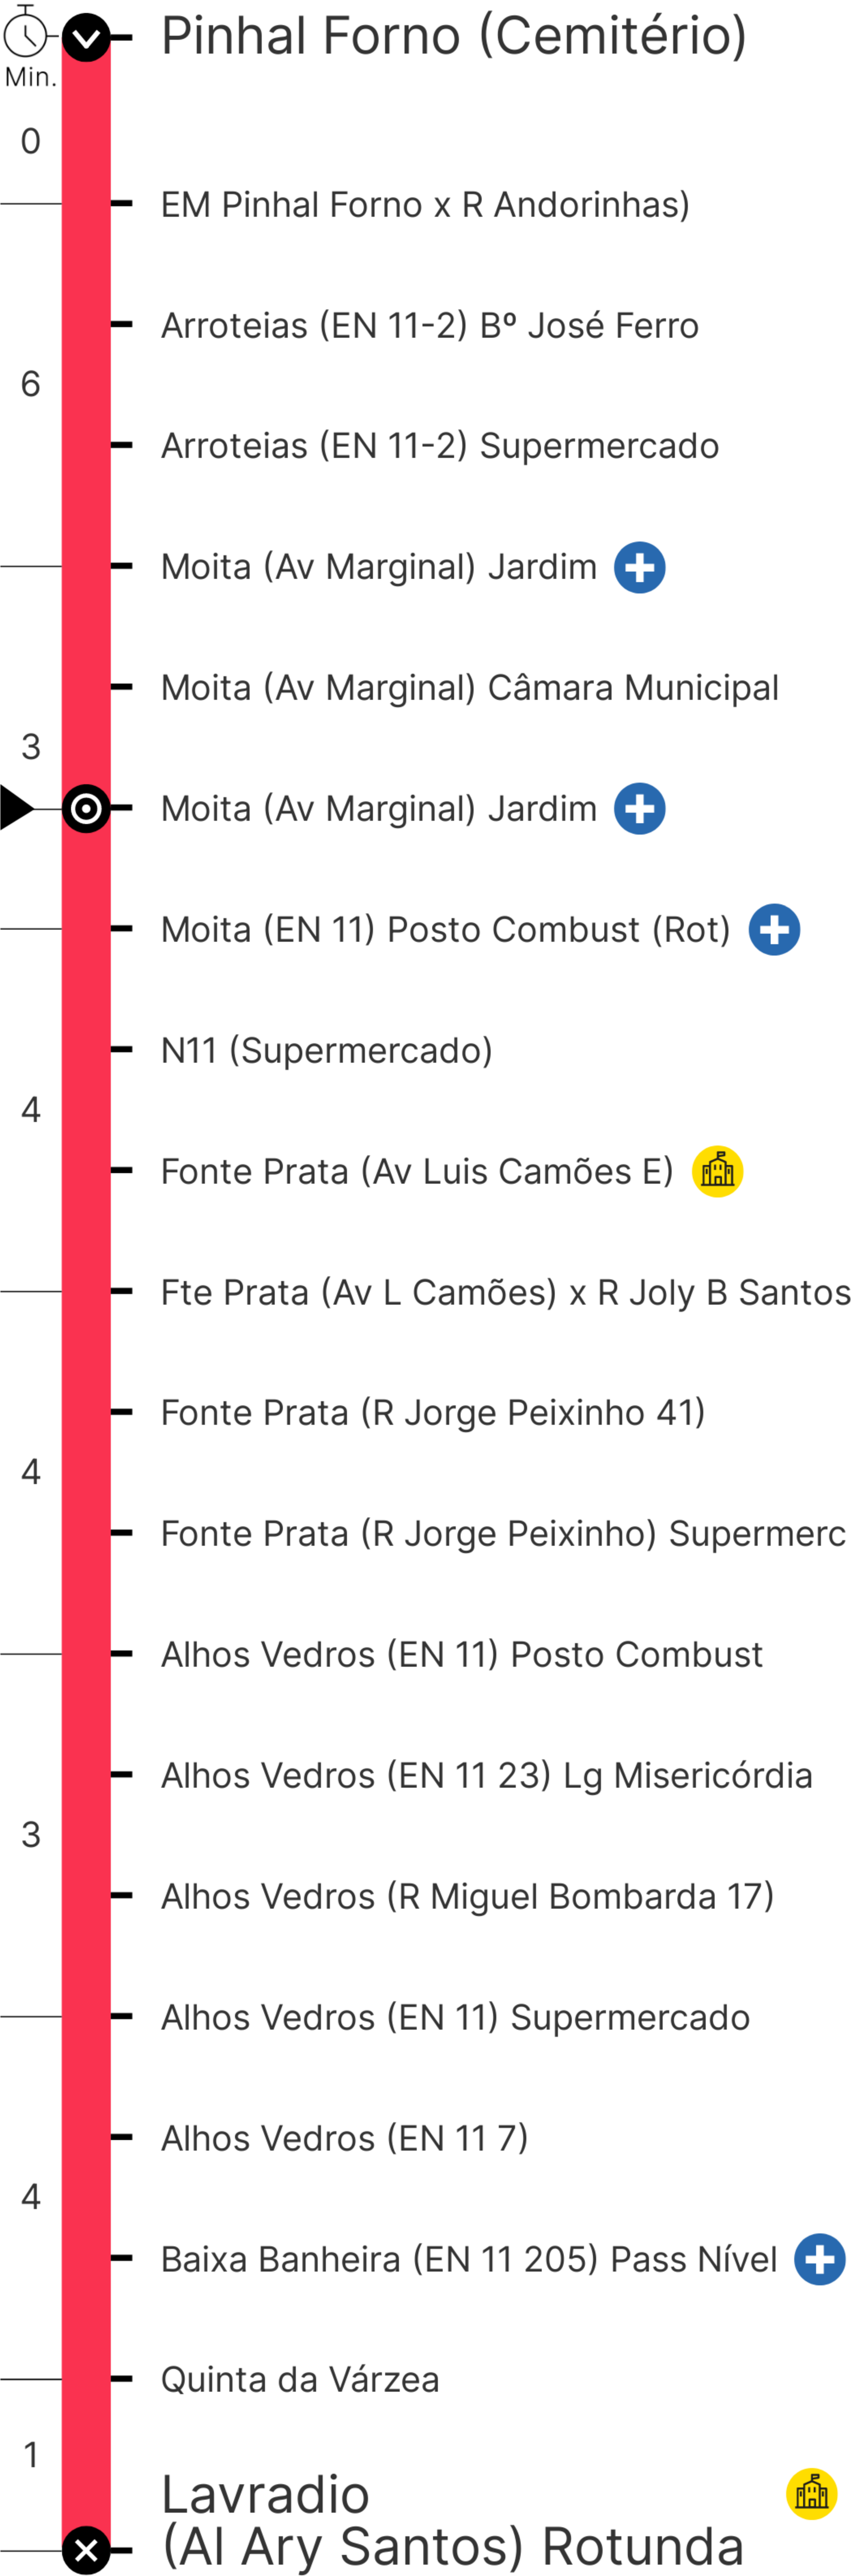 Pinhal Forno (Cemitério)
Min.
0
EM Pinhal Forno x R Andorinhas)
Arroteias (EN 11-2) Bº José Ferro
6
Arroteias (EN 11-2) Supermercado
Moita (Av Marginal) Jardim
Moita (Av Marginal) Câmara Municipal
3
Moita (Av Marginal) Jardim
Moita (EN 11) Posto Combust (Rot)
N11 (Supermercado)
4
Fonte Prata (Av Luis Camões E)
Fte Prata (Av L Camões) x R Joly B Santos
Fonte Prata (R Jorge Peixinho 41)
4
Fonte Prata (R Jorge Peixinho) Supermerc
Alhos Vedros (EN 11) Posto Combust
Alhos Vedros (EN 11 23) Lg Misericórdia
3
Alhos Vedros (R Miguel Bombarda 17)
Alhos Vedros (EN 11) Supermercado
Alhos Vedros (EN 11 7)
4
Baixa Banheira (EN 11 205) Pass Nível
Quinta da Várzea
1
Lavradio
(Al Ary Santos) Rotunda